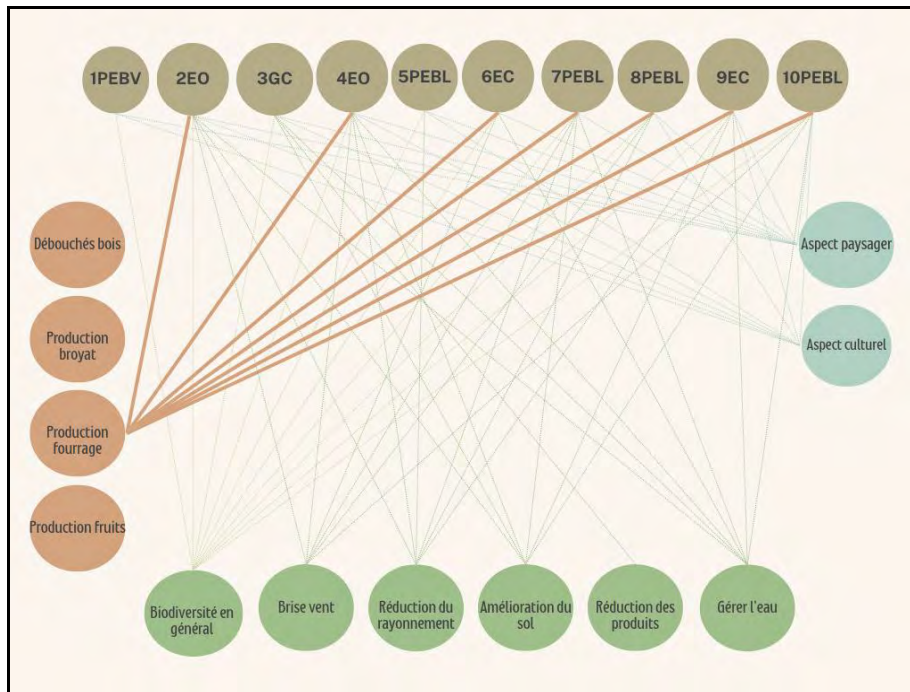 1PEBV
2EO
3GC
4EO
5PEBL
6EC
7PEBL
8PEBL
9EC
10PEBL
Débouchés bois
Production
broyat
Production
fourrage
Production fruits
Aspect paysager
Aspect culturel
Biodiversité en
général
Brise vent
Réduction du
rayonnement
Amélioration du
sol
Réduction des
produits
Gérer l'eau